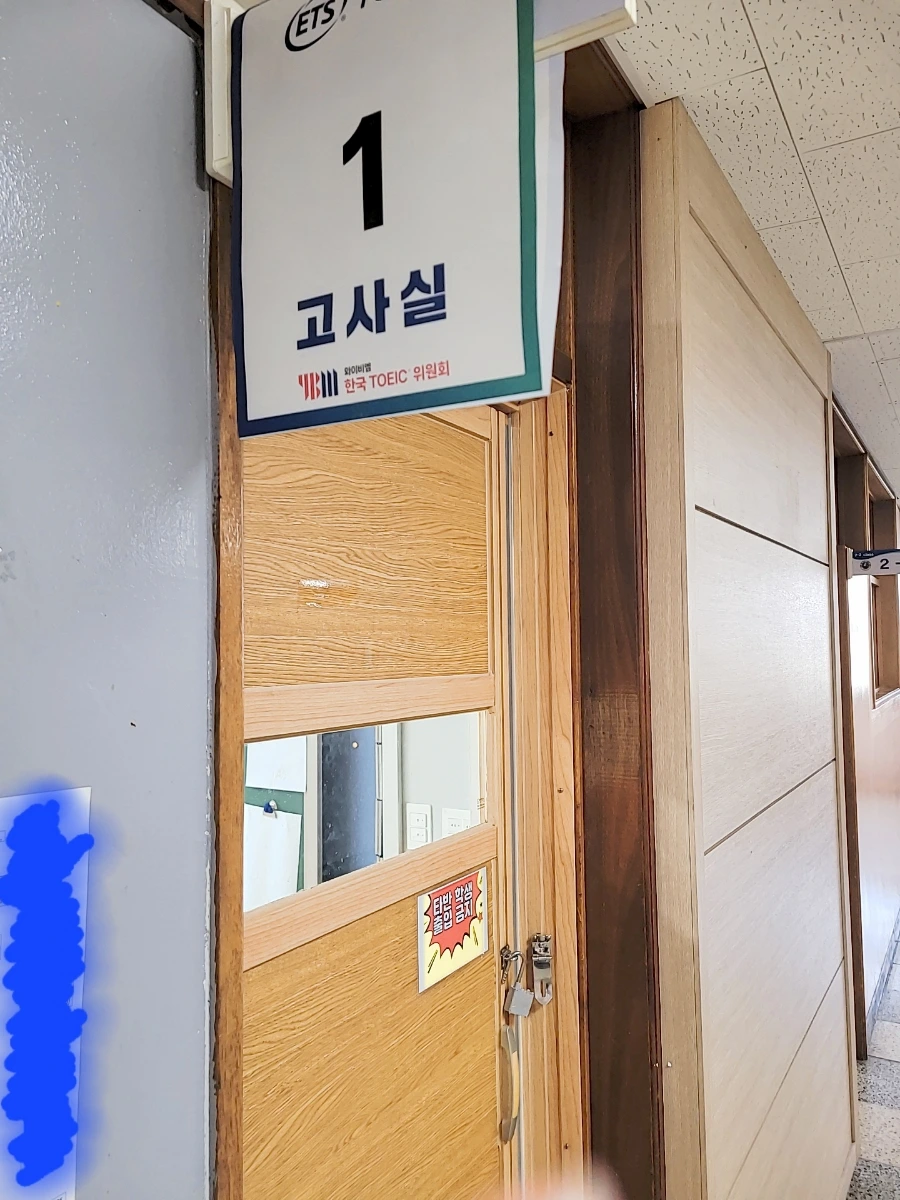 ETS
1
고사실
YBM 와이비엠
한국 TOEIC® 위원회
타반 학생
출입 금지
2 -